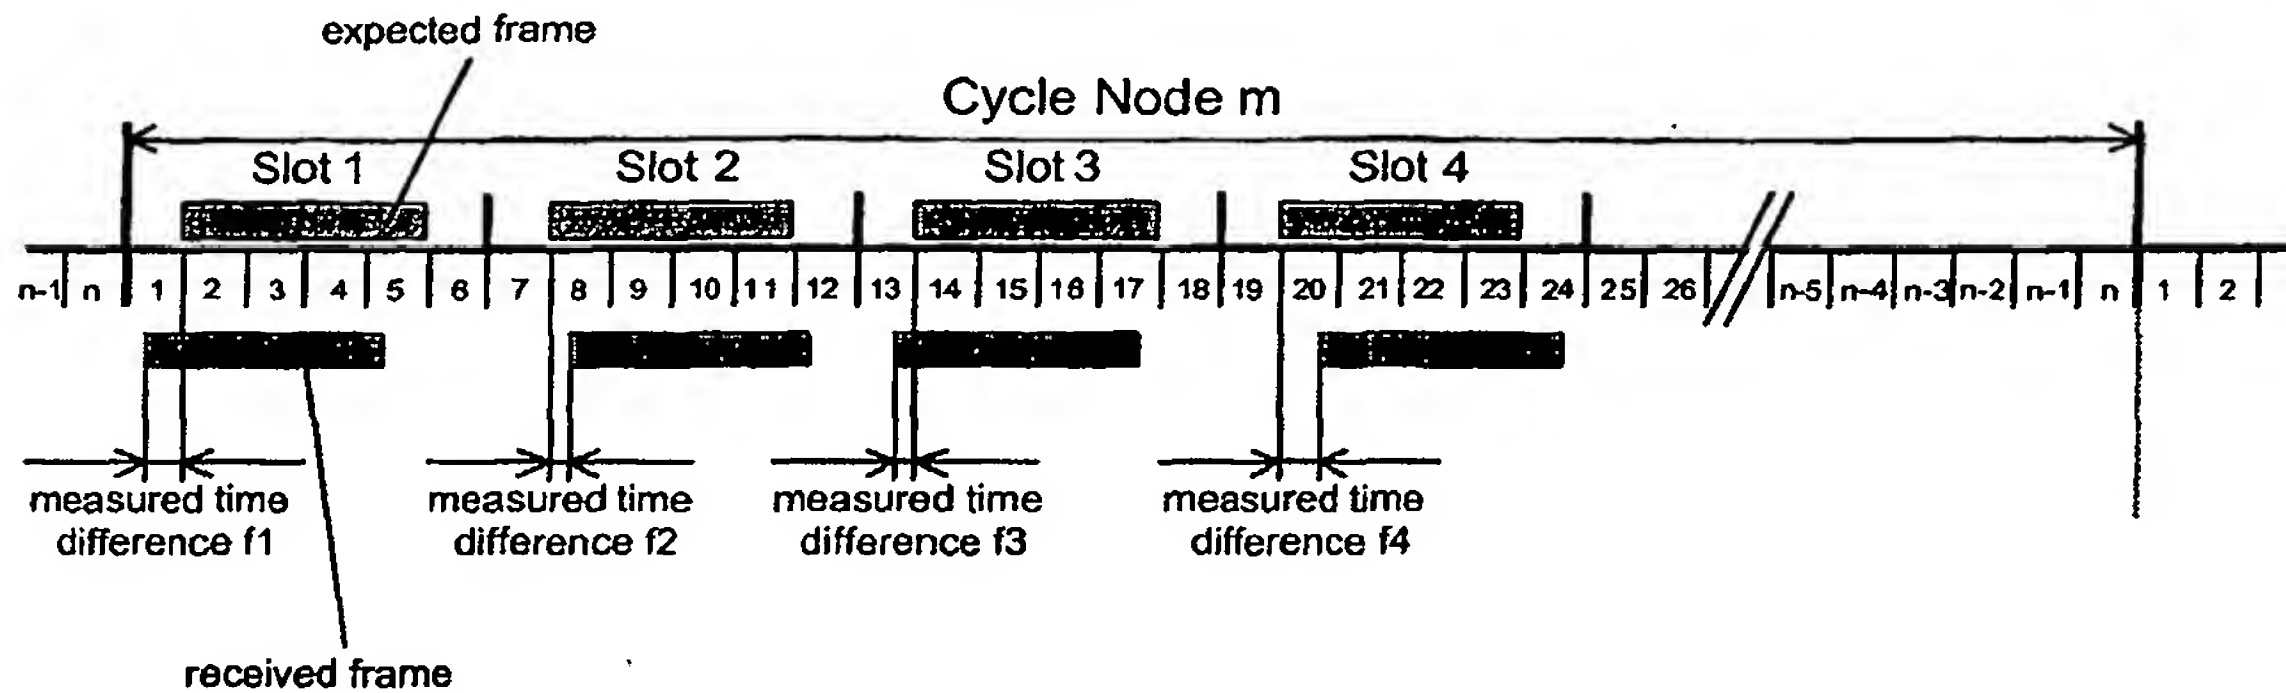 expected frame
Cycle Node m
Slot 1 Slot 2 Slot 3 Slot 4
n-1 n 1 2 3 4 5 6 7 8 9 10 11 12 13 14 15 16 17 18 19 20 21 22 23 24 25 26 n-5 n-4 n-3 n-2 n-1 n 1 2
measured time measured time measured time measured time
difference f1 difference f2 difference f3 difference f4
received frame